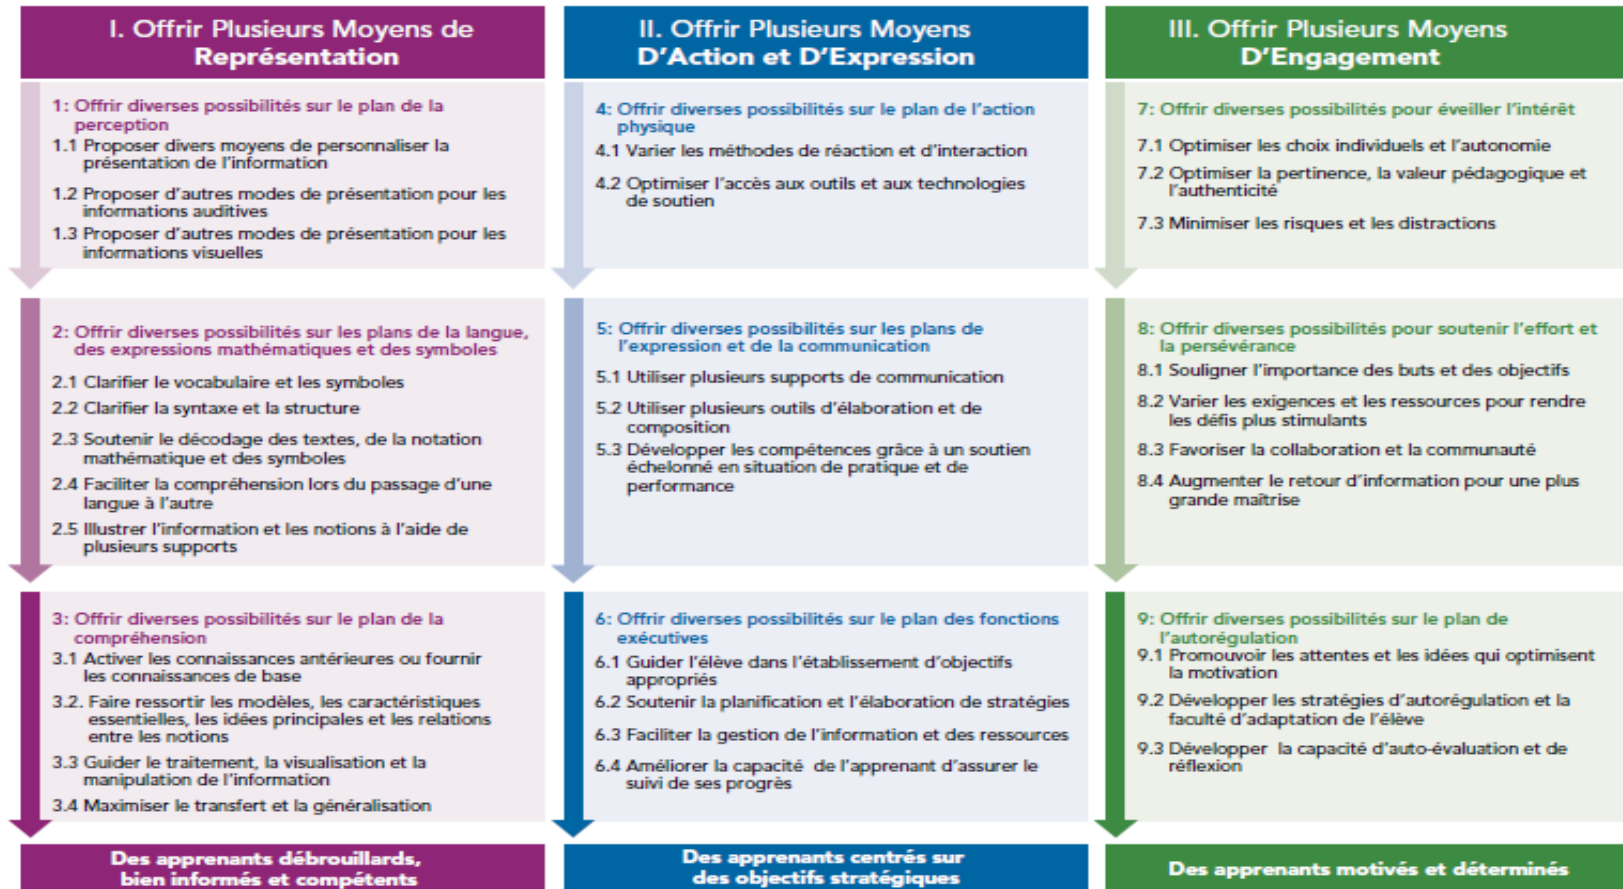 I. Offrir Plusieurs Moyens de
Représentation
1: Offrir diverses possibilités sur le plan de la
perception
1.1 Proposer divers moyens de personnaliser la
présentation de l'information
1.2 Proposer d'autres modes de présentation pour les
informations auditives
1.3 Proposer d'autres modes de présentation pour les
informations visuelles
2: Offrir diverses possibilités sur les plans de la langue,
des expressions mathématiques et des symboles
2.1 Clarifier le vocabulaire et les symboles
2.2 Clarifier la syntaxe et la structure
2.3 Soutenir le décodage des textes, de la notation
mathématique et des symboles
2.4 Faciliter la compréhension lors du passage d'une
langue à l'autre
2.5 Illustrer l'information et les notions à l'aide de
plusieurs supports
3: Offrir diverses possibilités sur le plan de la
compréhension
3.1 Activer les connaissances antérieures ou fournir
les connaissances de base
3.2. Faire ressortir les modèles, les caractéristiques
essentielles, les idées principales et les relations
entre les notions
3.3 Guider le traitement, la visualisation et la
manipulation de l'information
3.4 Maximiser le transfert et la généralisation
Des apprenants débrouillards,
bien informés et compétents
II. Offrir Plusieurs Moyens
D'Action et D'Expression
4: Offrir diverses possibilités sur le plan de l'action
physique
4.1 Varier les méthodes de réaction et d'interaction
4.2 Optimiser l'accès aux outils et aux technologies
de soutien
5: Offrir diverses possibilités sur les plans de
l'expression et de la communication
5.1 Utiliser plusieurs supports de communication
5.2 Utiliser plusieurs outils d'élaboration et de
composition
5.3 Développer les compétences grâce à un soutien
échelonné en situation de pratique et de
performance
6: Offrir diverses possibilités sur le plan des fonctions
exécutives
6.1 Guider l'élève dans l'établissement d'objectifs
appropriés
6.2 Soutenir la planification et l'élaboration de stratégies
6.3 Faciliter la gestion de l'information et des ressources
6.4 Améliorer la capacité de l'apprenant d'assurer le
suivi de ses progrès
Des apprenants centrés sur
des objectifs stratégiques
III. Offrir Plusieurs Moyens
D'Engagement
7: Offrir diverses possibilités pour éveiller l'intérêt
7.1 Optimiser les choix individuels et l'autonomie
7.2 Optimiser la pertinence, la valeur pédagogique et
l'authenticité
7.3 Minimiser les risques et les distractions
8: Offrir diverses possibilités pour soutenir l'effort et
la persévérance
8.1 Souligner l'importance des buts et des objectifs
8.2 Varier les exigences et les ressources pour rendre
les défis plus stimulants
8.3 Favoriser la collaboration et la communauté
8.4 Augmenter le retour d'information pour une plus
grande maîtrise
9: Offrir diverses possibilités sur le plan de
l'autorégulation
9.1 Promouvoir les attentes et les idées qui optimisent
la motivation
9.2 Développer les stratégies d'autorégulation et la
faculté d'adaptation de l'élève
9.3 Développer la capacité d'auto-évaluation et de
réflexion
Des apprenants motivés et déterminés